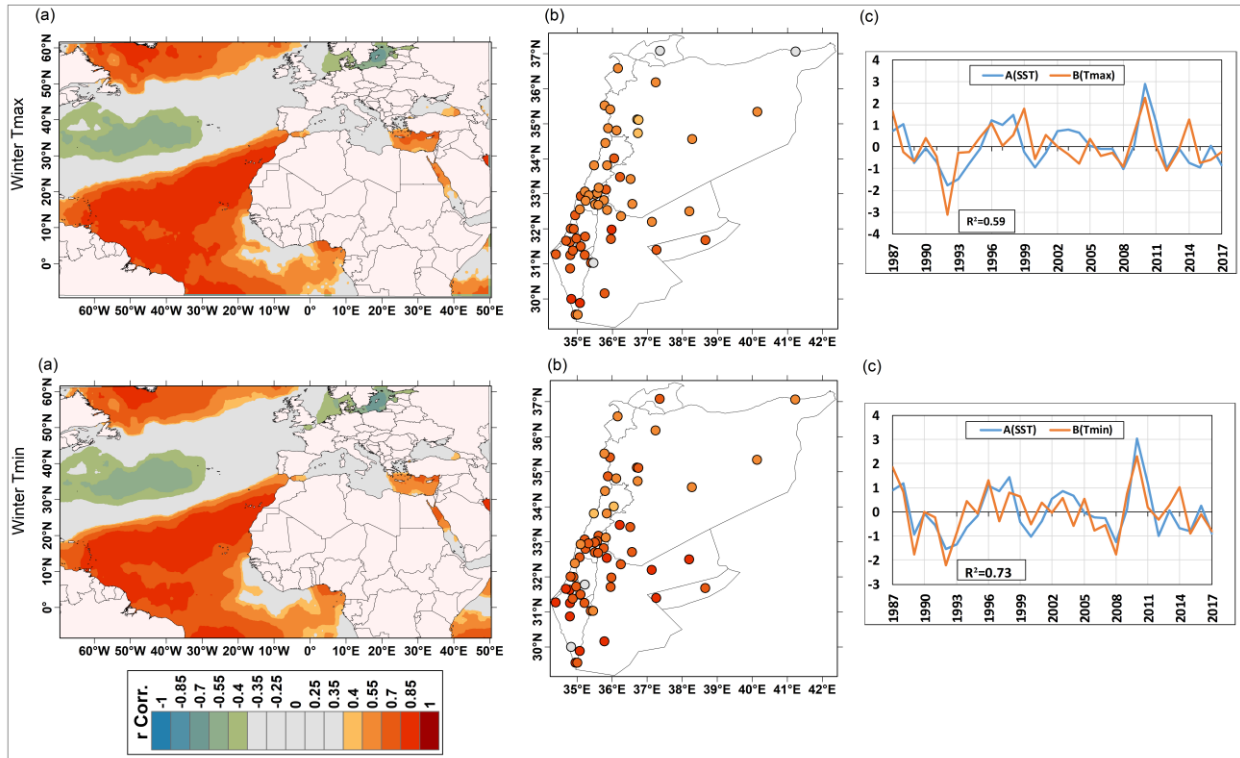 (a)
Winter Tmax
60°N
50°N
40°N
30°N
20°N
10°N
0°
60°W 50°W 40°W 30°W 20°W 10°W 0° 10°E 20°E 30°E 40°E 50°E
(b)
37°N
36°N
35°N
34°N
33°N
32°N
31°N
30°N
35°E 36°E 37°E 38°E 39°E 40°E 41°E 42°E
(c)
4
3
2
1
0
-1
-2
-3
-4
A(SST) B(Tmax)
R²=0.59
1987 1990 1993 1996 1999 2002 2005 2008 2011 2014 2017
(a)
Winter Tmin
60°N
50°N
40°N
30°N
20°N
10°N
0°
60°W 50°W 40°W 30°W 20°W 10°W 0° 10°E 20°E 30°E 40°E 50°E
(b)
37°N
36°N
35°N
34°N
33°N
32°N
31°N
30°N
35°E 36°E 37°E 38°E 39°E 40°E 41°E 42°E
(c)
4
3
2
1
0
-1
-2
-3
A(SST) B(Tmin)
R²=0.73
1987 1990 1993 1996 1999 2002 2005 2008 2011 2014 2017
r Corr.
-1 -0.85 -0.7 -0.55 -0.4 -0.35 -0.25 0 0.25 0.35 0.4 0.55 0.7 0.85 1